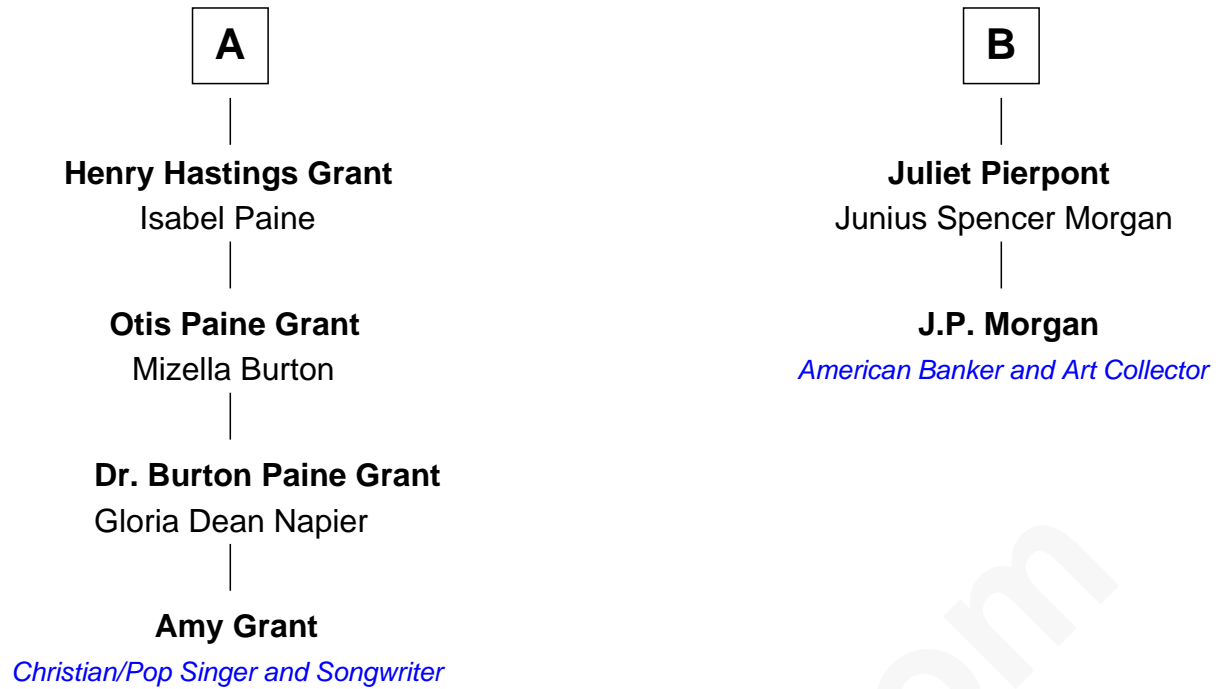 A
Henry Hastings Grant
Isabel Paine
Otis Paine Grant
Mizella Burton
Dr. Burton Paine Grant
Gloria Dean Napier
Amy Grant
Christian/Pop Singer and Songwriter
B
Juliet Pierpont
Junius Spencer Morgan
J.P. Morgan
American Banker and Art Collector
om